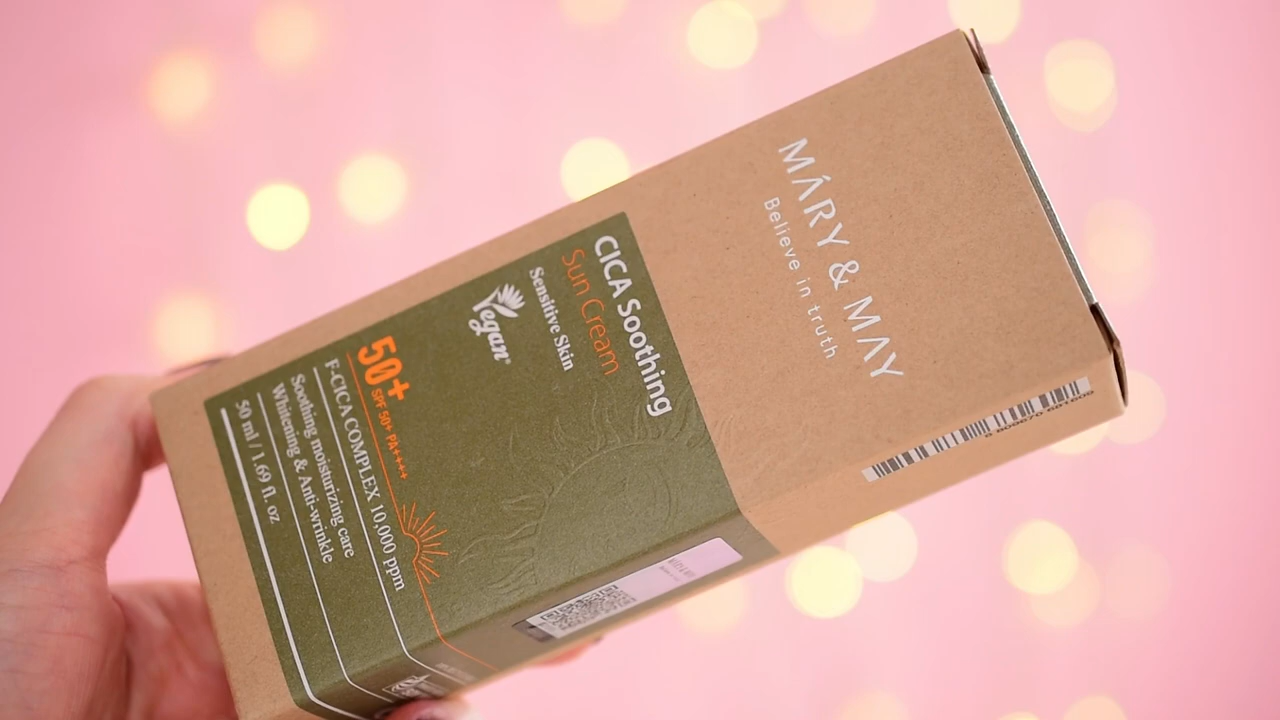 MÁRY & MAY
Believe in truth
CICA Soothing
Sun Cream
Sensitive Skin
Vegan
50+
SPF 50+ PA++++
F-CICA COMPLEX 10,000 ppm
Soothing moisturizing care
Whitening & Anti-wrinkle
50 ml / 1.69 fl. oz